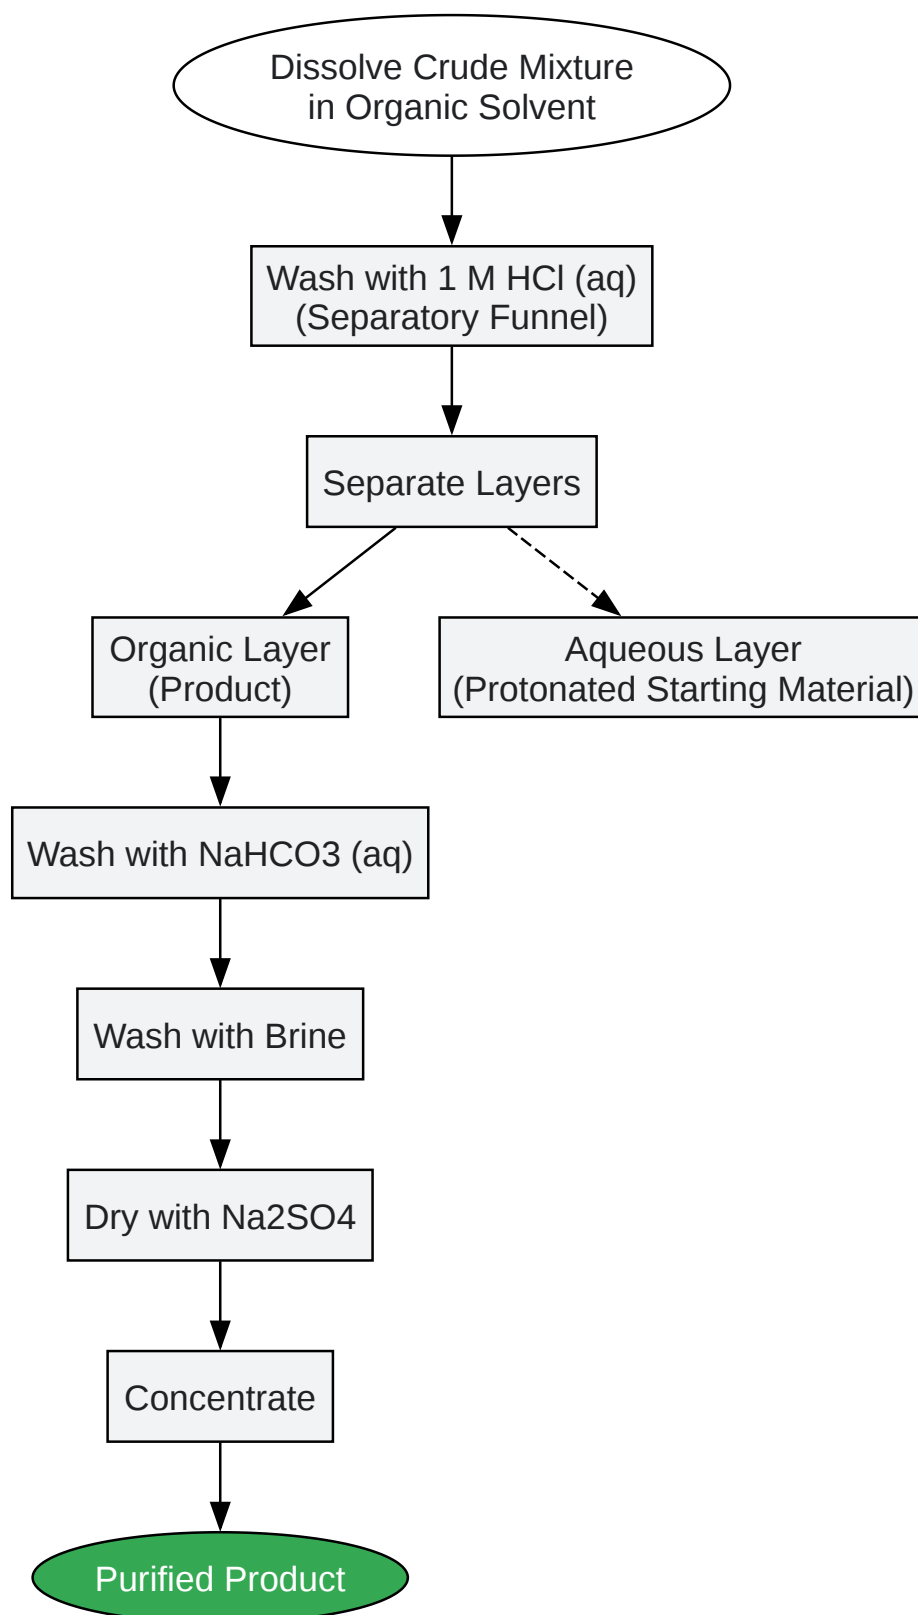 Dissolve Crude Mixture
in Organic Solvent
Wash with 1 M HCl (aq)
(Separatory Funnel)
Separate Layers
Organic Layer
(Product)
Aqueous Layer
(Protonated Starting Material)
Wash with NaHCO3 (aq)
Wash with Brine
Dry with Na2SO4
Concentrate
Purified Product